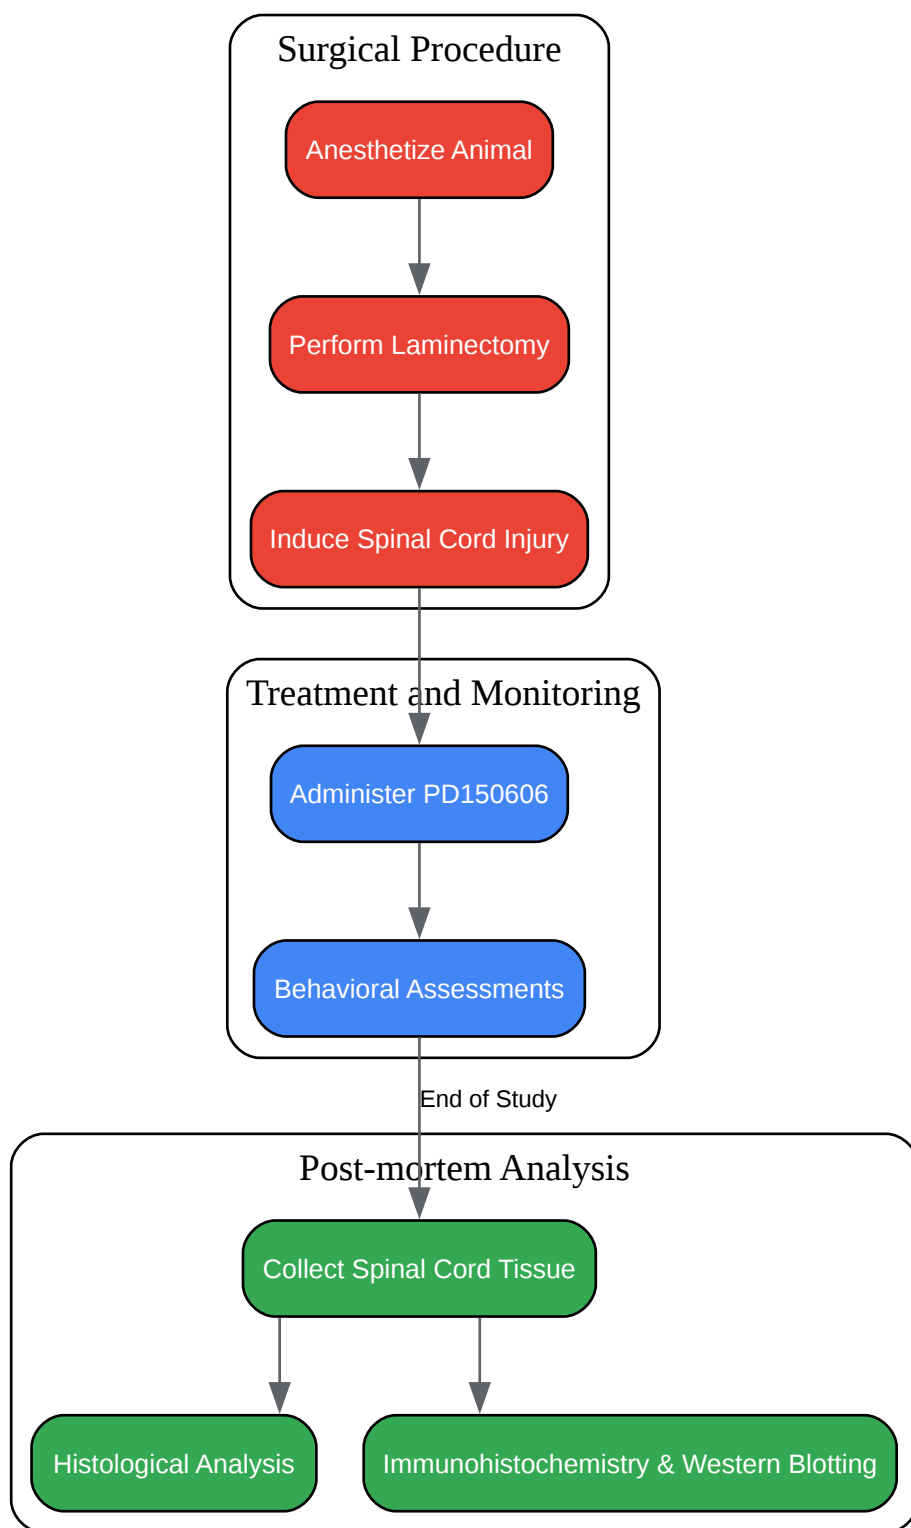 Surgical Procedure
Anesthetize Animal
Perform Laminectomy
Induce Spinal Cord Injury
Treatment and Monitoring
Administer PD150606
Behavioral Assessments
End of Study
Post-mortem Analysis
Collect Spinal Cord Tissue
Histological Analysis
Immunohistochemistry & Western Blotting